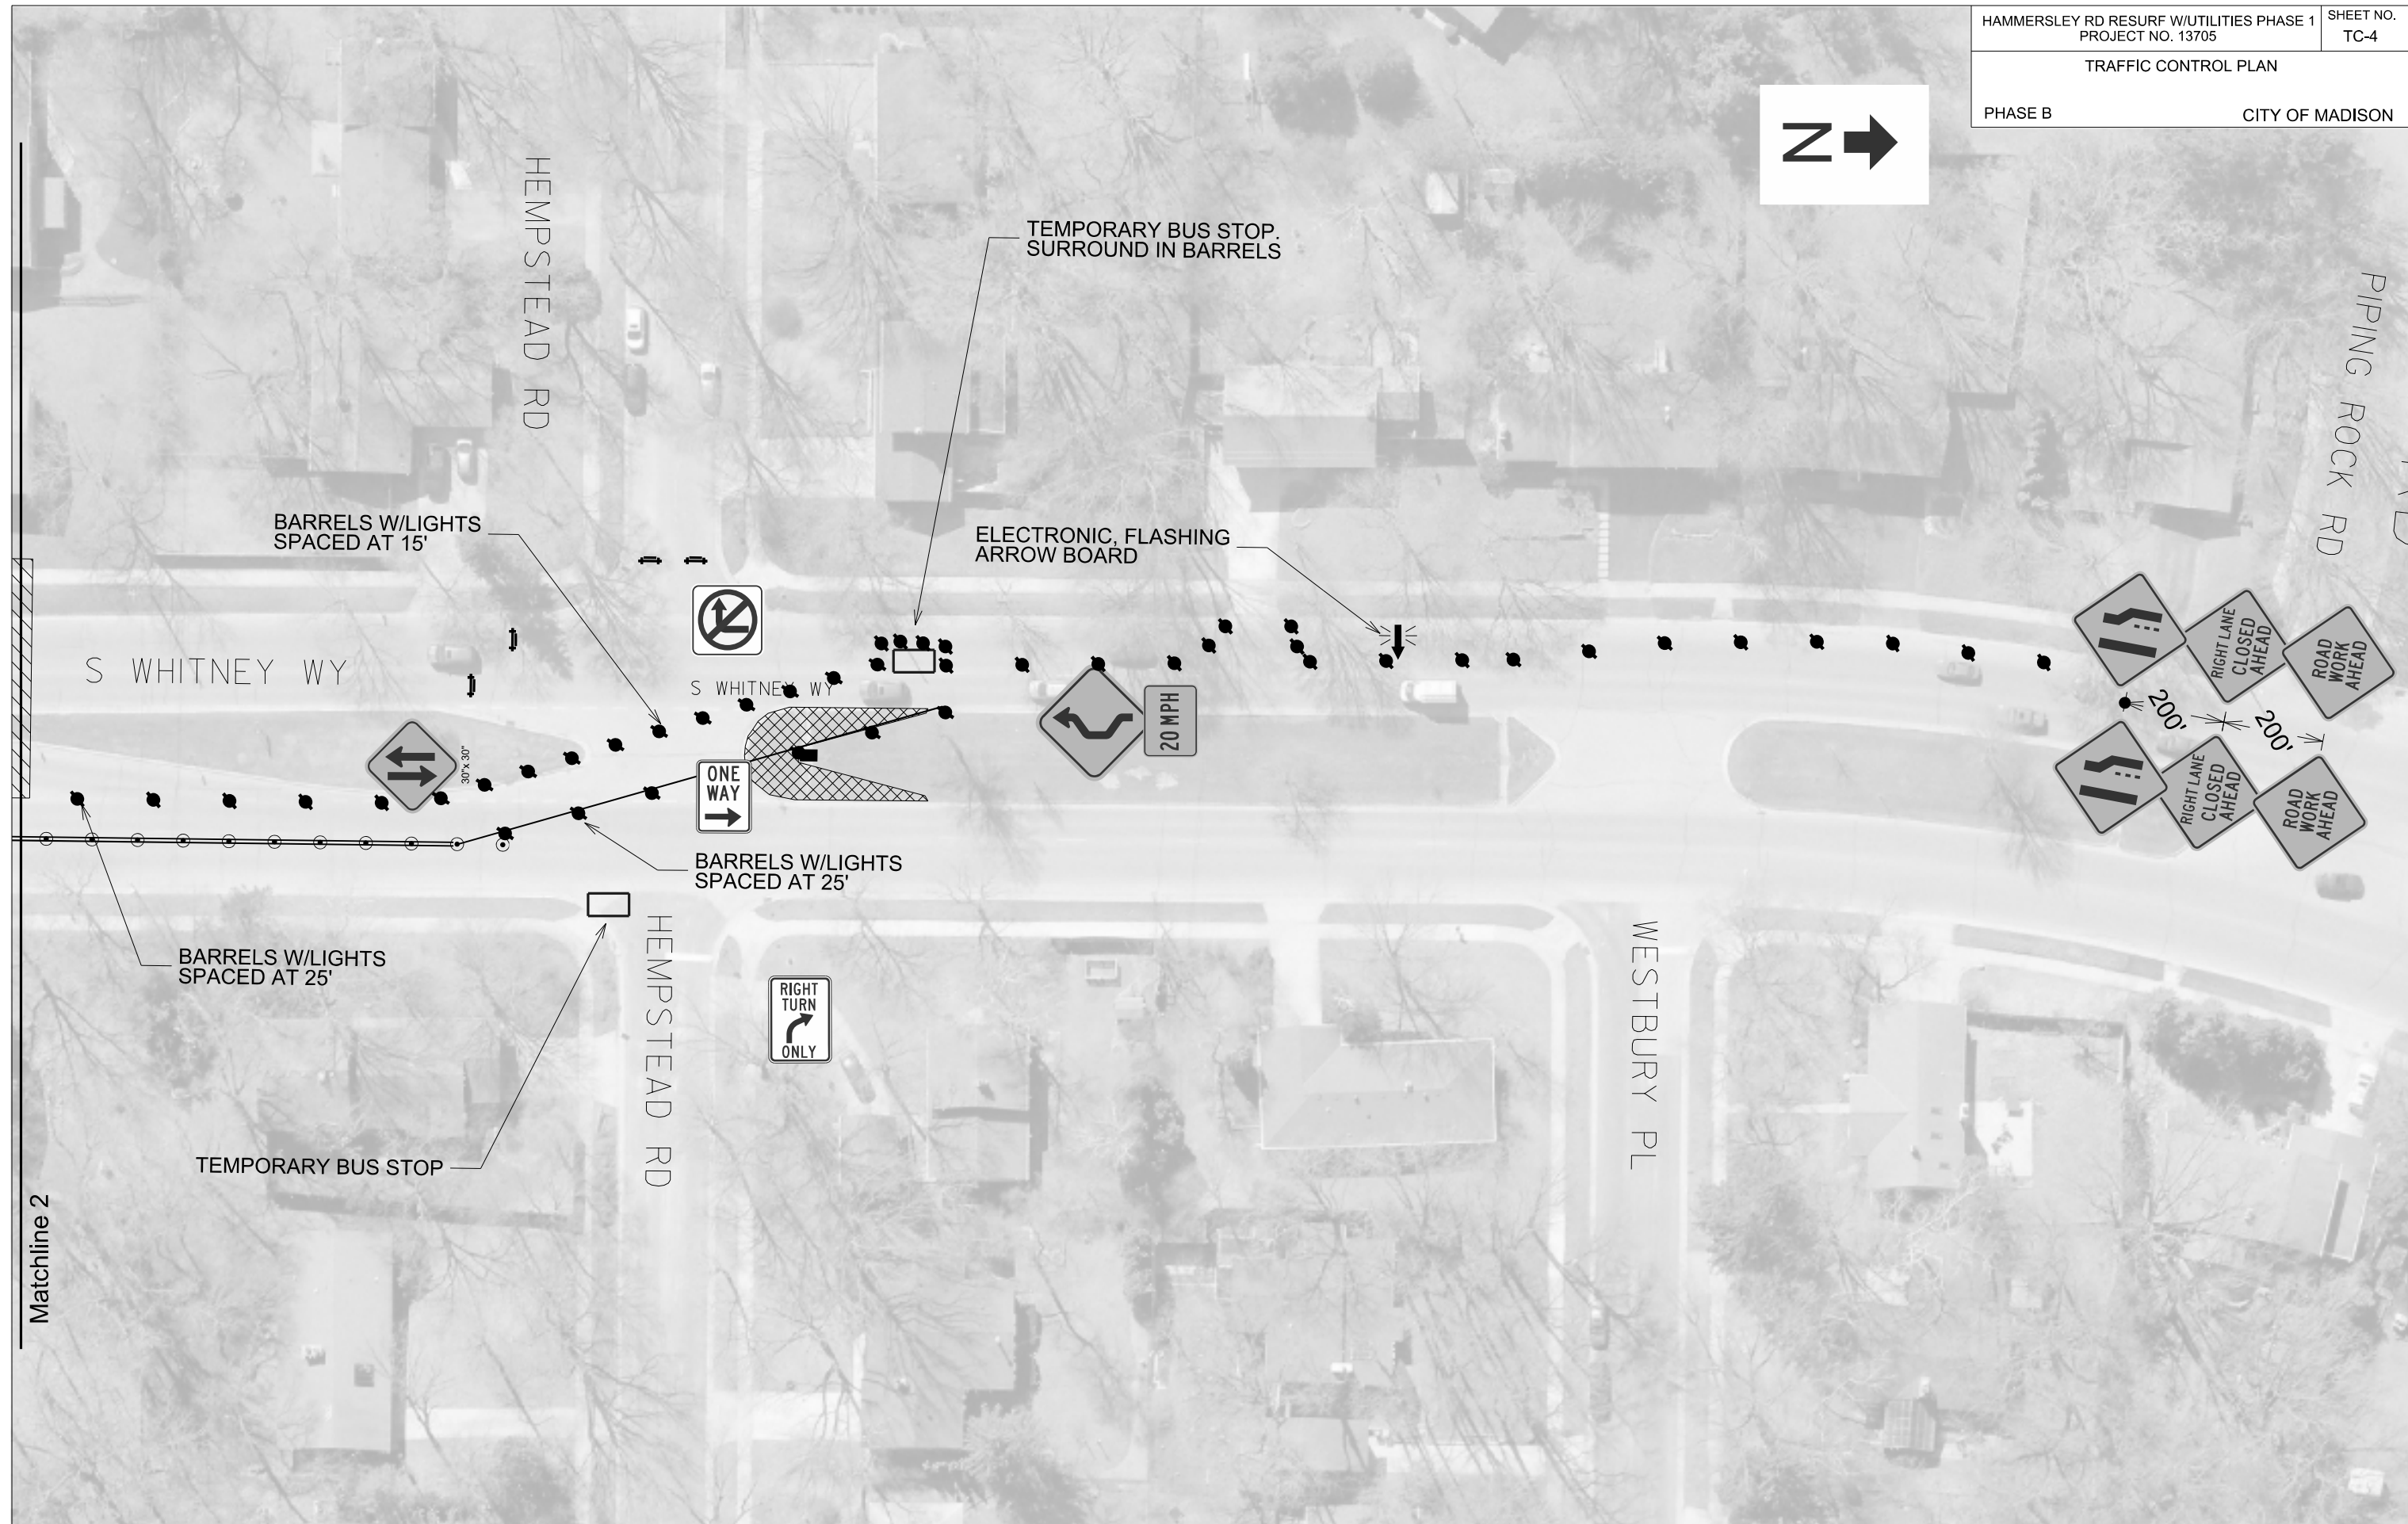 HAMMERSLEY RD RESURF W/UTILITIES PHASE 1
PROJECT NO. 13705
SHEET NO.
TC-4
TRAFFIC CONTROL PLAN
PHASE B
CITY OF MADISON
N
HEMPSTEAD RD
TEMPORARY BUS STOP.
SURROUND IN BARRELS
PIPING ROCK RD
BARRELS W/LIGHTS
SPACED AT 15'
ELECTRONIC, FLASHING
ARROW BOARD
S WHITNEY WY
S WHITNEY WY
30"x 30"
20 MPH
RIGHT LANE
CLOSED
AHEAD
ROAD
WORK
AHEAD
200'
200'
RIGHT LANE
CLOSED
AHEAD
ROAD
WORK
AHEAD
ONE
WAY
BARRELS W/LIGHTS
SPACED AT 25'
BARRELS W/LIGHTS
SPACED AT 25'
HEMPSTEAD RD
RIGHT
TURN
ONLY
WESTBURY PL
TEMPORARY BUS STOP
Matchline 2